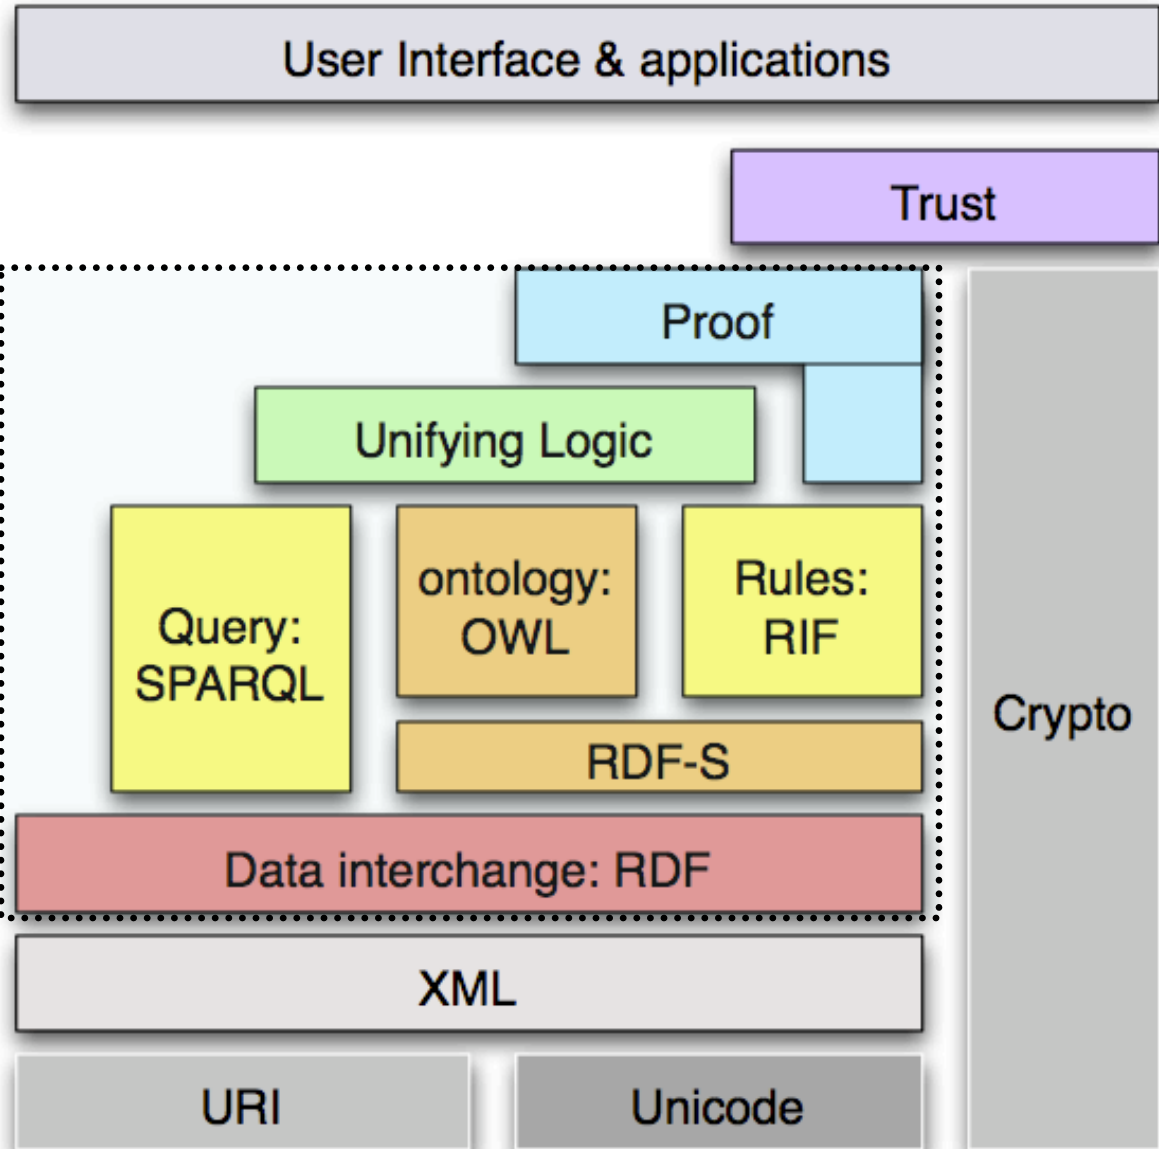 User Interface & applications
Trust
Proof
Unifying Logic
Query:
SPARQL
ontology:
OWL
Rules:
RIF
Crypto
RDF-S
Data interchange: RDF
XML
URI
Unicode